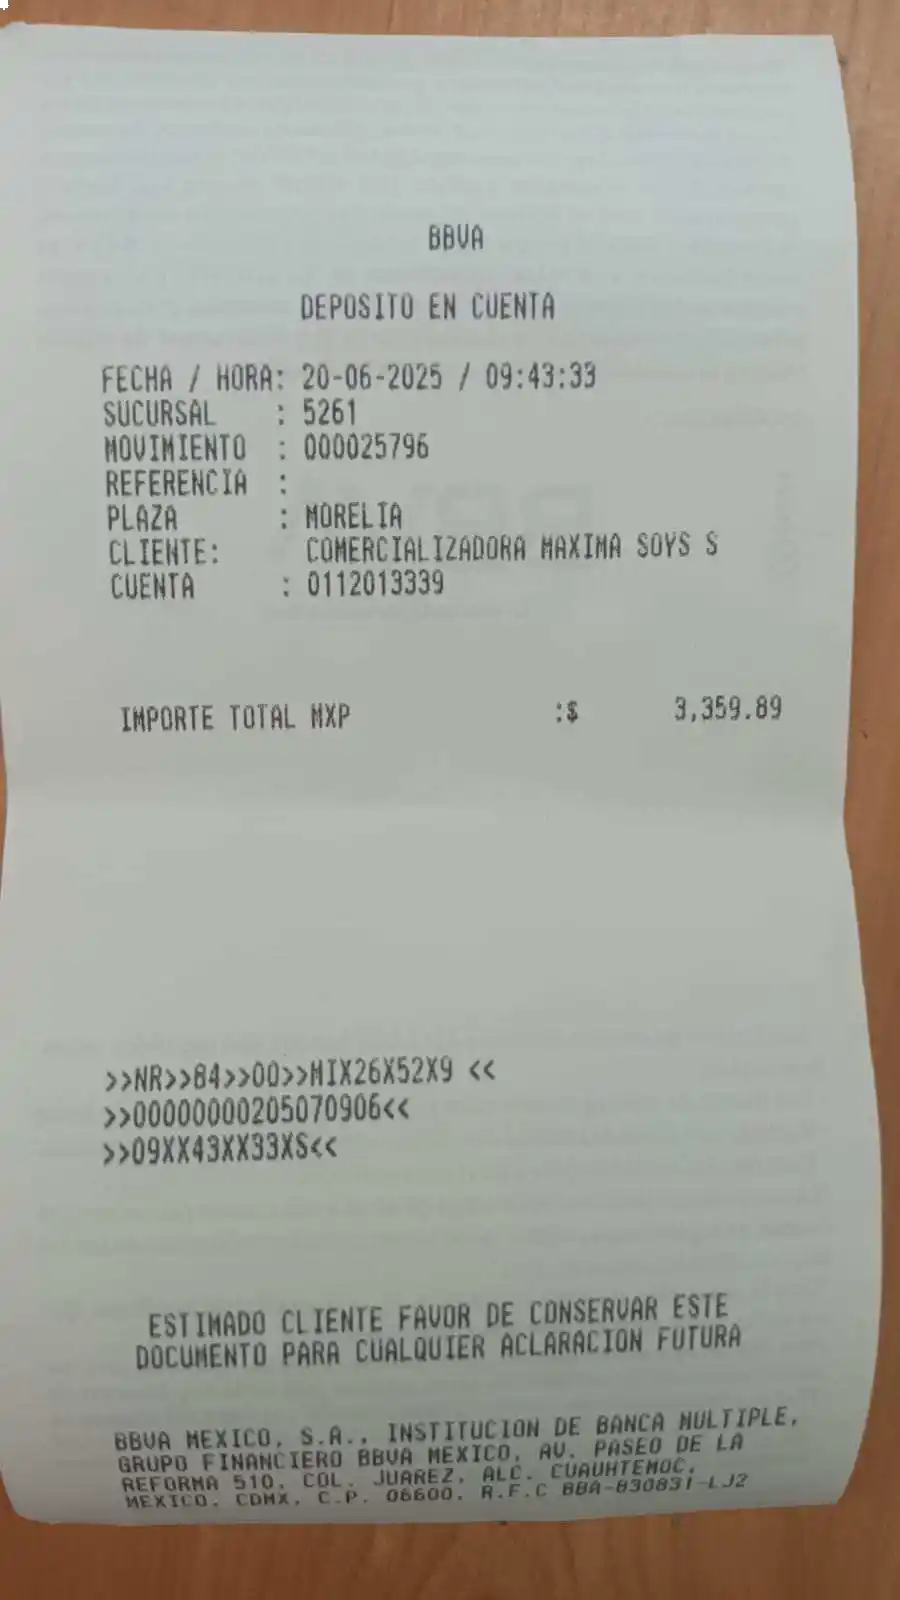 BBVA
DEPOSITO EN CUENTA
FECHA / HORA: 20-06-2025 / 09:43:33
SUCURSAL : 5261
MOVIMIENTO : 000025796
REFERENCIA :
PLAZA : MORELIA
CLIENTE: COMERCIALIZADORA MAXIMA SOYS S
CUENTA : 0112013339
IMPORTE TOTAL MXP :$ 3,359.89
>>NR>>84>>00>>MIX26X52X9 <<
>>00000000205070906<<
>>09XX43XX33XS<<
ESTIMADO CLIENTE FAVOR DE CONSERVAR ESTE
DOCUMENTO PARA CUALQUIER ACLARACION FUTURA
BBVA MEXICO, S.A., INSTITUCION DE BANCA MULTIPLE,
GRUPO FINANCIERO BBVA MEXICO, AV. PASEO DE LA
REFORMA 510, COL. JUAREZ, ALC. CUAUHTEMOC,
MEXICO, CDMX, C.P. 06600, R.F.C BBA-830831-LJ2